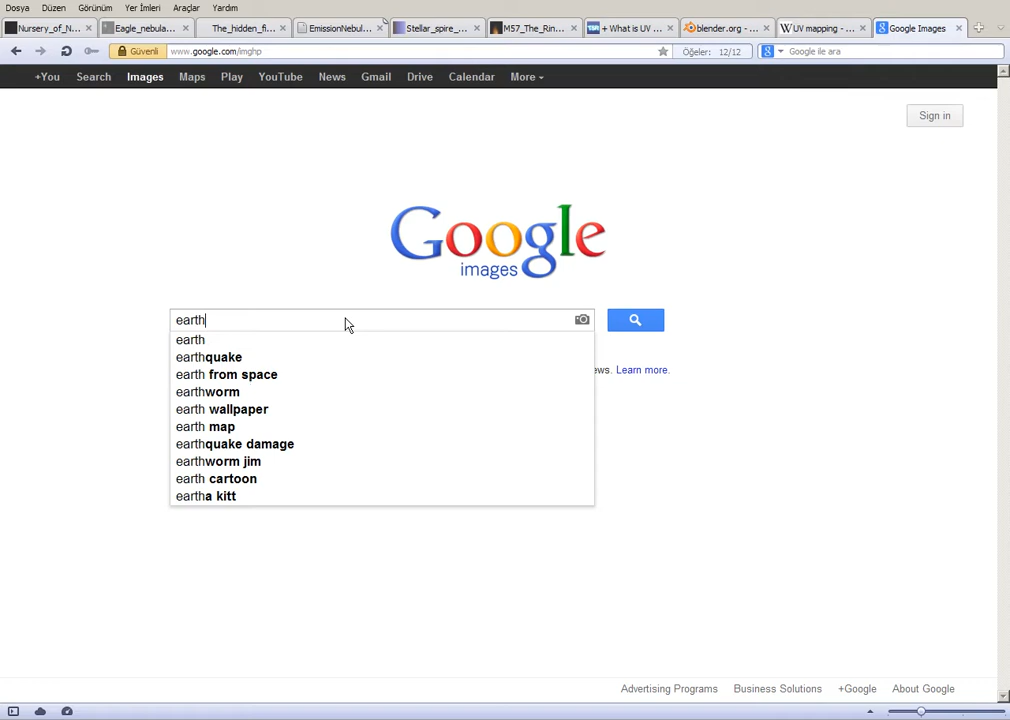 Dosya Düzen Görünüm Yer İmleri Araçlar Yardım
Nursery_of_N... Eagle_nebula... The_hidden_fi... EmissionNebul... Stellar_spire_... M57_The_Rin... + What is UV ... blender.org - ... UV mapping - ... Google Images
Güvenli www.google.com/imghp Öğeler: 12/12 Google ile ara
+You Search Images Maps Play YouTube News Gmail Drive Calendar More
Sign in
Google
images
earth
earth
earthquake
earth from space
ews. Learn more.
earthworm
earth wallpaper
earth map
earthquake damage
earthworm jim
earth cartoon
eartha kitt
Advertising Programs Business Solutions +Google About Google